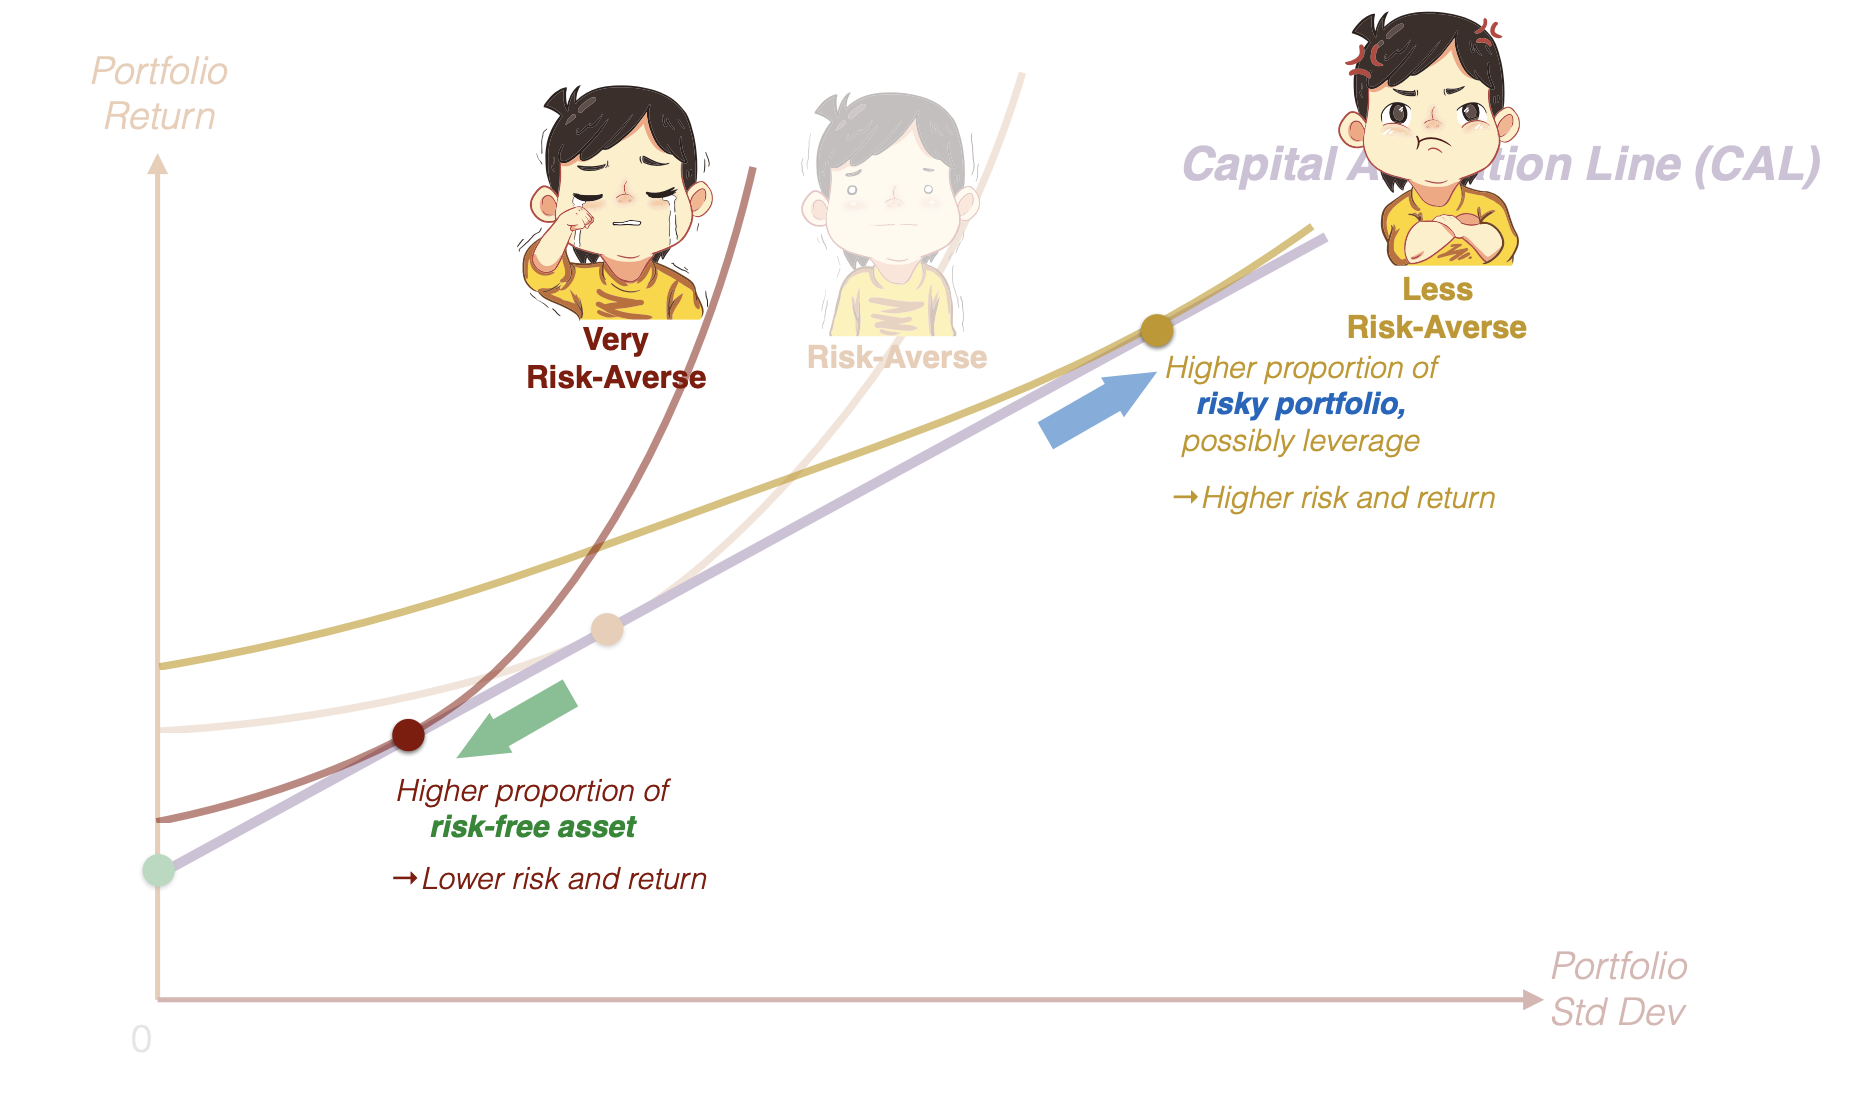 Portfolio
Return
Capital A tion Line (CAL)
Very
Risk-Averse
Risk-Averse
Less
Risk-Averse
Higher proportion of
risky portfolio,
possibly leverage
→Higher risk and return
Higher proportion of
risk-free asset
→Lower risk and return
Portfolio
Std Dev
0